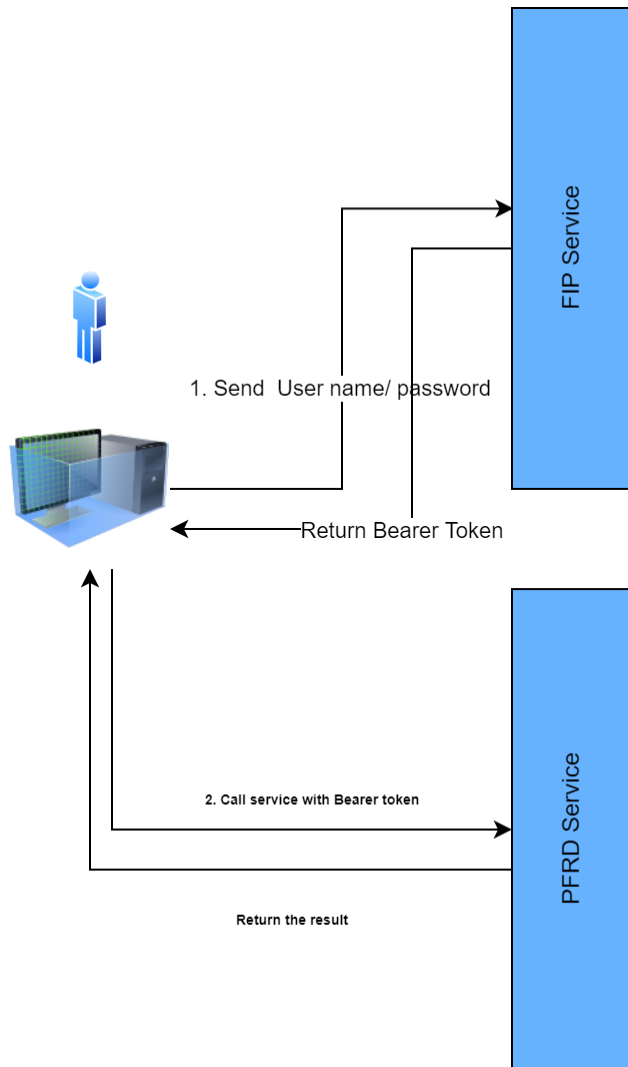 FIP Service
1. Send  User name/ password
Return Bearer Token
2. Call service with Bearer token
PFRD Service
Return the result